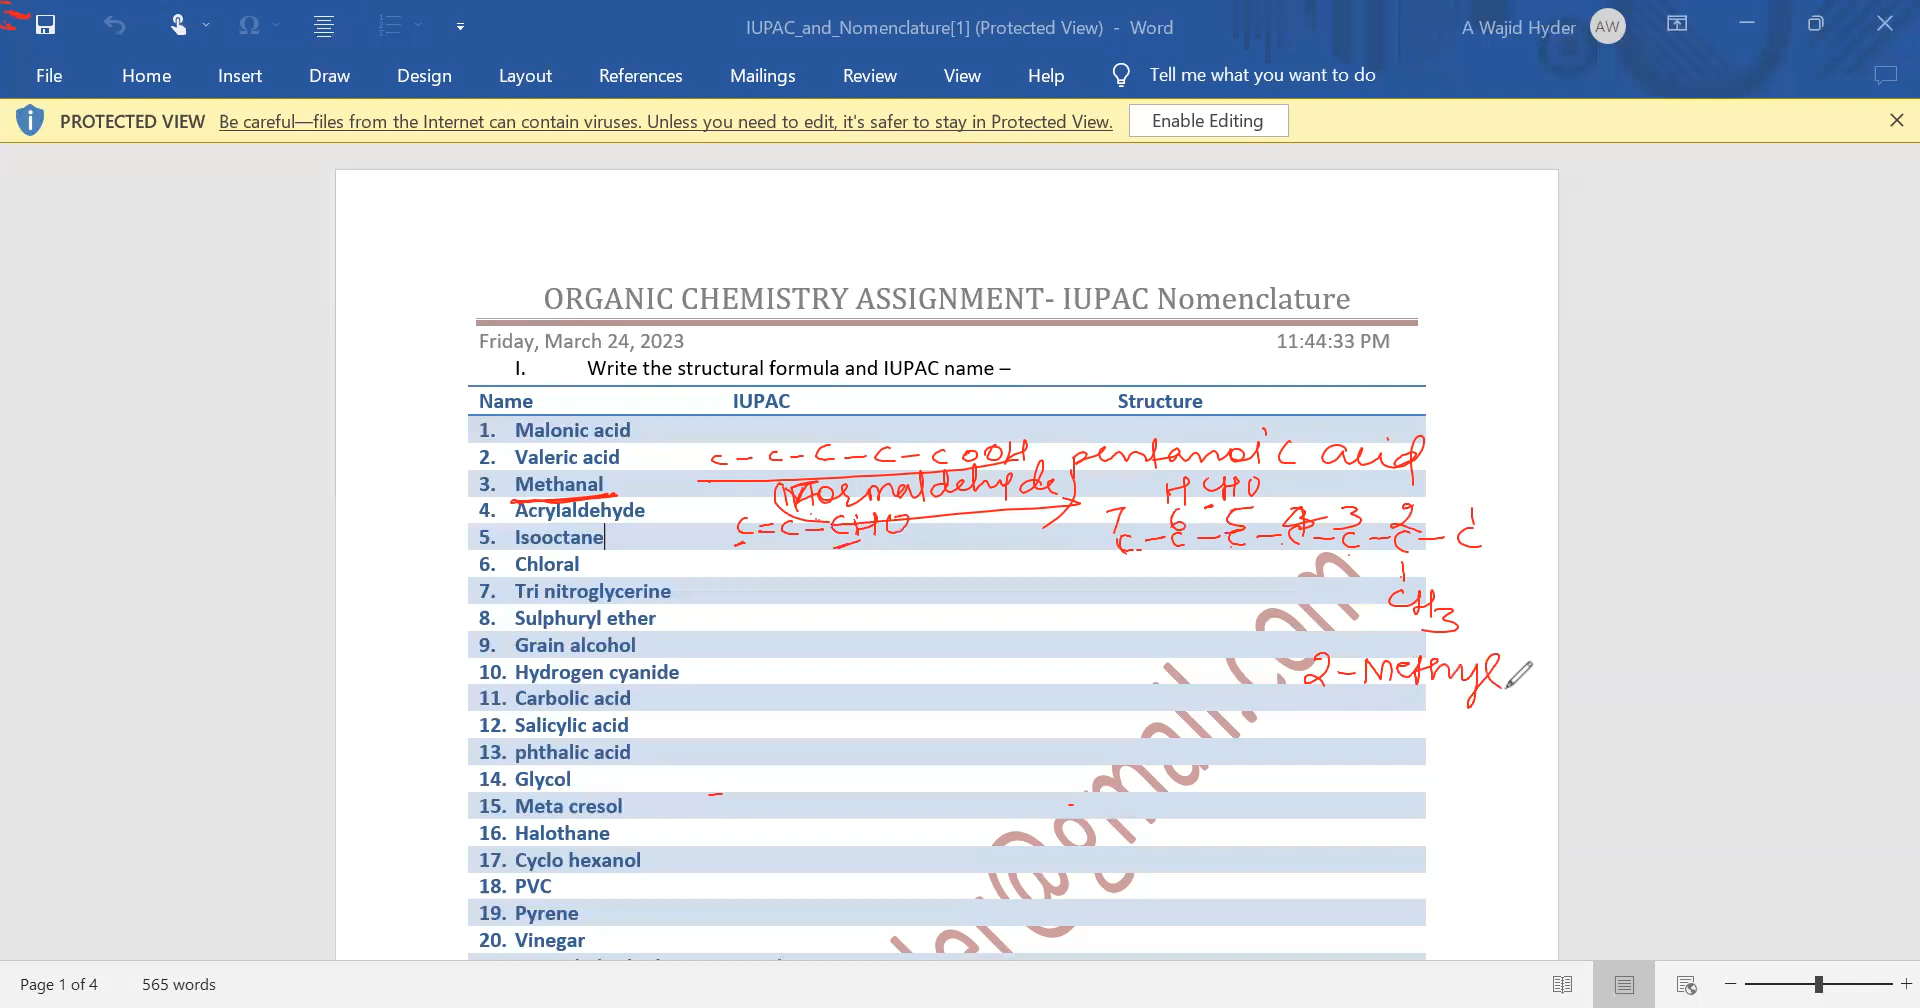 IUPAC_and_Nomenclature[1] (Protected View) - Word
A Wajid Hyder AW
File Home Insert Draw Design Layout References Mailings Review View Help Tell me what you want to do
PROTECTED VIEW Be careful—files from the Internet can contain viruses. Unless you need to edit, it's safer to stay in Protected View. Enable Editing
ORGANIC CHEMISTRY ASSIGNMENT- IUPAC Nomenclature
Friday, March 24, 2023 11:44:33 PM
I. Write the structural formula and IUPAC name –
Name IUPAC Structure
1. Malonic acid
2. Valeric acid C-C-C-C-COOH pentanoic acid
3. Methanal Formaldehyde HCHO
4. Acrylaldehyde C=C-CHO 7 6 5 4 3 2 1
5. Isooctane C-C-C-C-C-C-C
6. Chloral
7. Tri nitroglycerine CH3
8. Sulphuryl ether
9. Grain alcohol
10. Hydrogen cyanide 2-Methyl
11. Carbolic acid
12. Salicylic acid
13. phthalic acid
14. Glycol
15. Meta cresol
16. Halothane
17. Cyclo hexanol
18. PVC
19. Pyrene
20. Vinegar
@gmail.com
Page 1 of 4 565 words